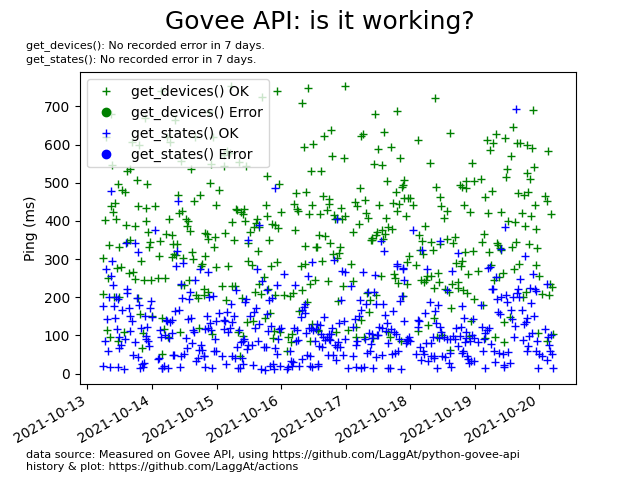 Govee API: is it working?
get_devices(): No recorded error in 7 days.
get_states(): No recorded error in 7 days.
get_devices() OK
get_devices() Error
get_states() OK
get_states() Error
Ping (ms)
700
600
500
400
300
200
100
0
2021-10-13
2021-10-14
2021-10-15
2021-10-16
2021-10-17
2021-10-18
2021-10-19
2021-10-20
data source: Measured on Govee API, using https://github.com/LaggAt/python-govee-api
history & plot: https://github.com/LaggAt/actions